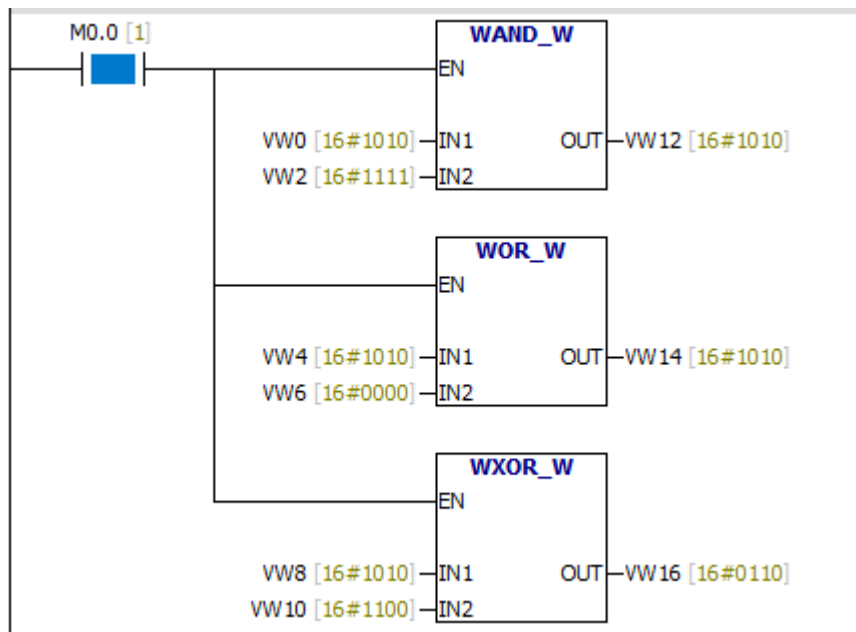 M0.0 [1]
WAND_W
EN
VW0 [16#1010] IN1 OUT VW12 [16#1010]
VW2 [16#1111] IN2
WOR_W
EN
VW4 [16#1010] IN1 OUT VW14 [16#1010]
VW6 [16#0000] IN2
WXOR_W
EN
VW8 [16#1010] IN1 OUT VW16 [16#0110]
VW10 [16#1100] IN2